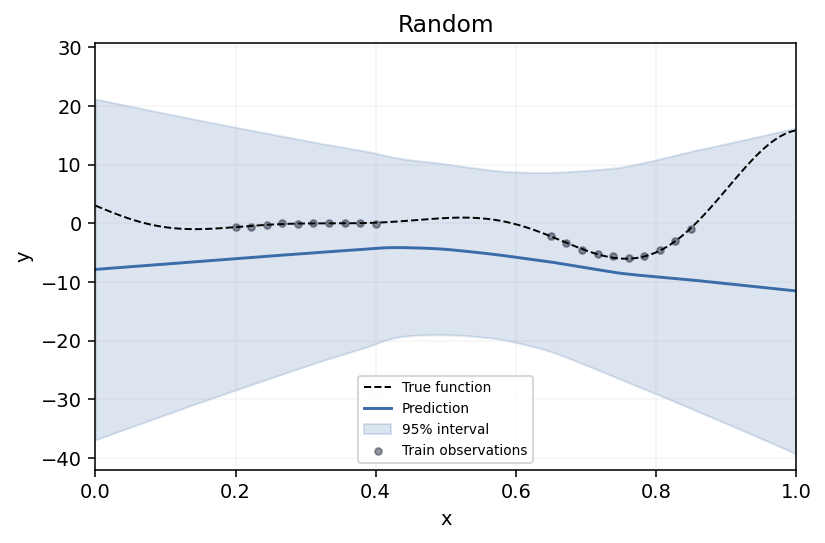 Random
30
20
10
0
−10
−20
−30
−40
y
True function
Prediction
95% interval
Train observations
0.0 0.2 0.4 0.6 0.8 1.0
x